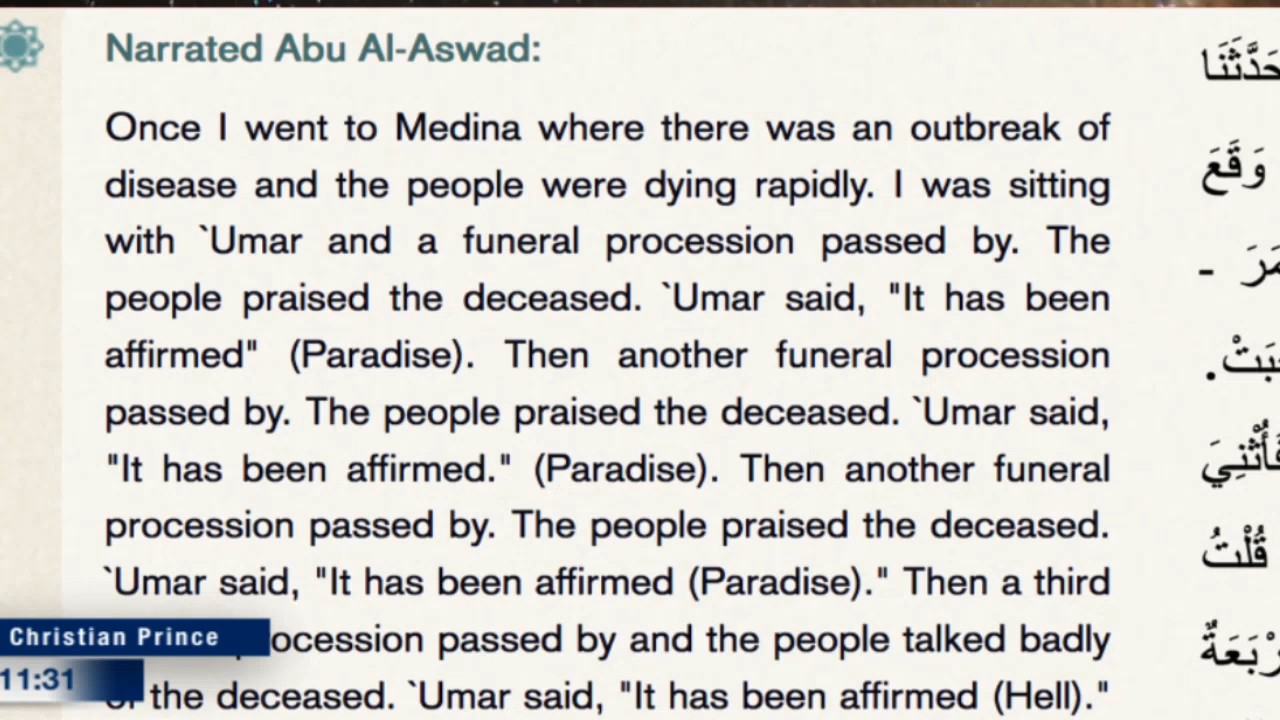 Narrated Abu Al-Aswad:
Once I went to Medina where there was an outbreak of
disease and the people were dying rapidly. I was sitting
with `Umar and a funeral procession passed by. The
people praised the deceased. `Umar said, "It has been
affirmed" (Paradise). Then another funeral procession
passed by. The people praised the deceased. `Umar said,
"It has been affirmed." (Paradise). Then another funeral
procession passed by. The people praised the deceased.
`Umar said, "It has been affirmed (Paradise)." Then a third
passed by and the people talked badly
the deceased. `Umar said, "It has been affirmed (Hell)."
Christian Prince
11:31
حَدَّثَنَا
وَقَعَ
-
قُلْتُ